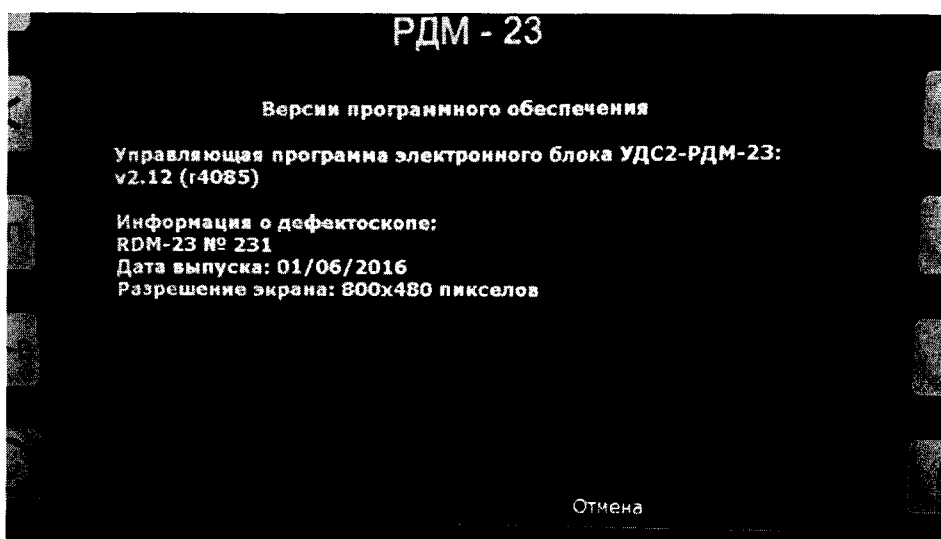 РДМ - 23
Версии программного обеспечения
Управляющая программа электронного блока УДС2-РДМ-23:
v2.12 (r4085)
Информация о дефектоскопе:
RDM-23 № 231
Дата выпуска: 01/06/2016
Разрешение экрана: 800x480 пикселов
Отмена